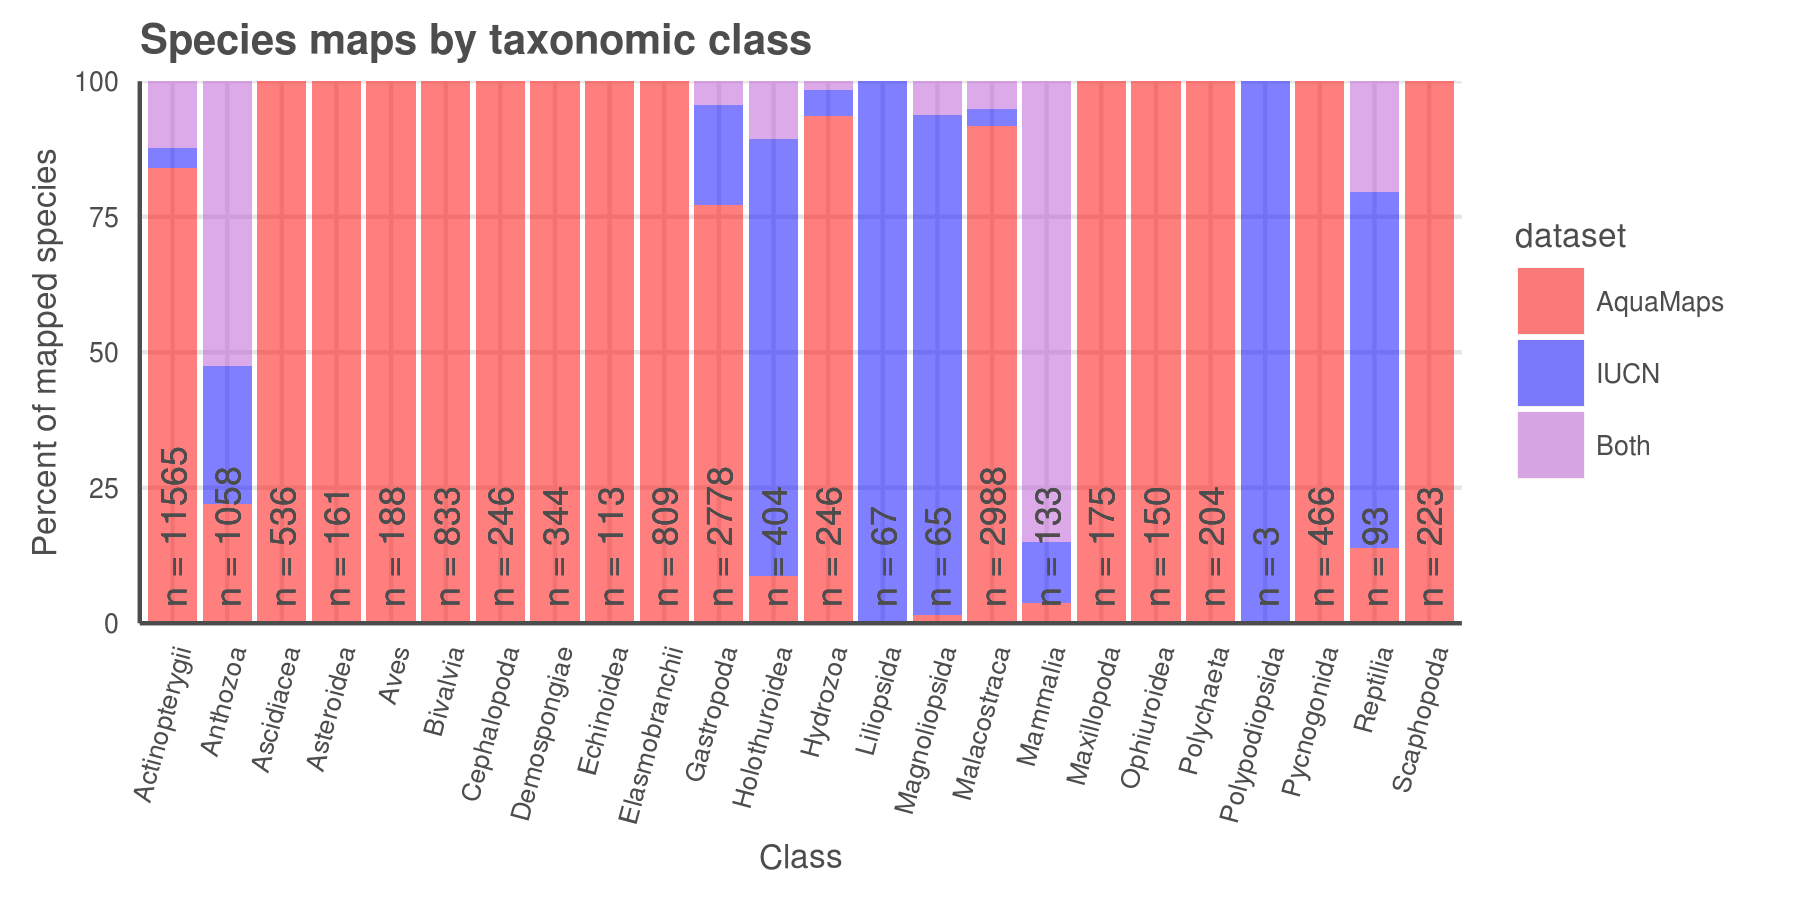 Species maps by taxonomic class
Percent of mapped species
100
75
50
25
0
n = 11565
n = 1058
n = 536
n = 161
n = 188
n = 833
n = 246
n = 344
n = 113
n = 809
n = 2778
n = 404
n = 246
n = 67
n = 65
n = 2988
n = 133
n = 175
n = 150
n = 204
n = 3
n = 466
n = 93
n = 223
Actinopterygii
Anthozoa
Ascidiacea
Asteroidea
Aves
Bivalvia
Cephalopoda
Demospongiae
Echinoidea
Elasmobranchii
Gastropoda
Holothuroidea
Hydrozoa
Liliopsida
Magnoliopsida
Malacostraca
Mammalia
Maxillopoda
Ophiuroidea
Polychaeta
Polypodiopsida
Pycnogonida
Reptilia
Scaphopoda
Class
dataset
AquaMaps
IUCN
Both